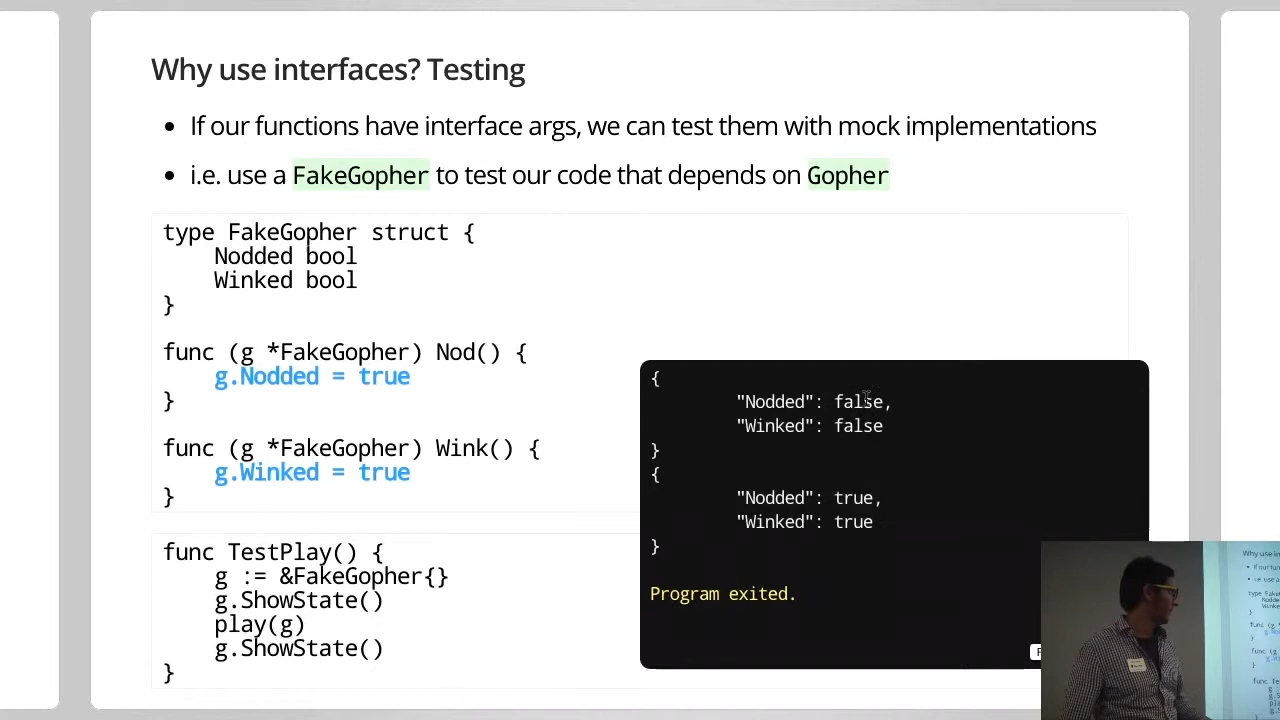 Why use interfaces? Testing
• If our functions have interface args, we can test them with mock implementations
• i.e. use a FakeGopher to test our code that depends on Gopher
type FakeGopher struct {
    Nodded bool
    Winked bool
}
func (g *FakeGopher) Nod() {
    g.Nodded = true
}
func (g *FakeGopher) Wink() {
    g.Winked = true
}
func TestPlay() {
    g := &FakeGopher{}
    g.ShowState()
    play(g)
    g.ShowState()
}
{
        "Nodded": false,
        "Winked": false
}
{
        "Nodded": true,
        "Winked": true
}
Program exited.